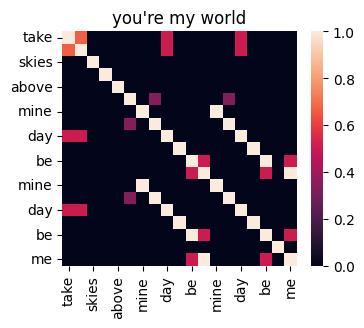 you're my world
take
skies
above
mine
day
be
mine
day
be
me
1.0
0.8
0.6
0.4
0.2
0.0
take
skies
above
mine
day
be
mine
day
be
me